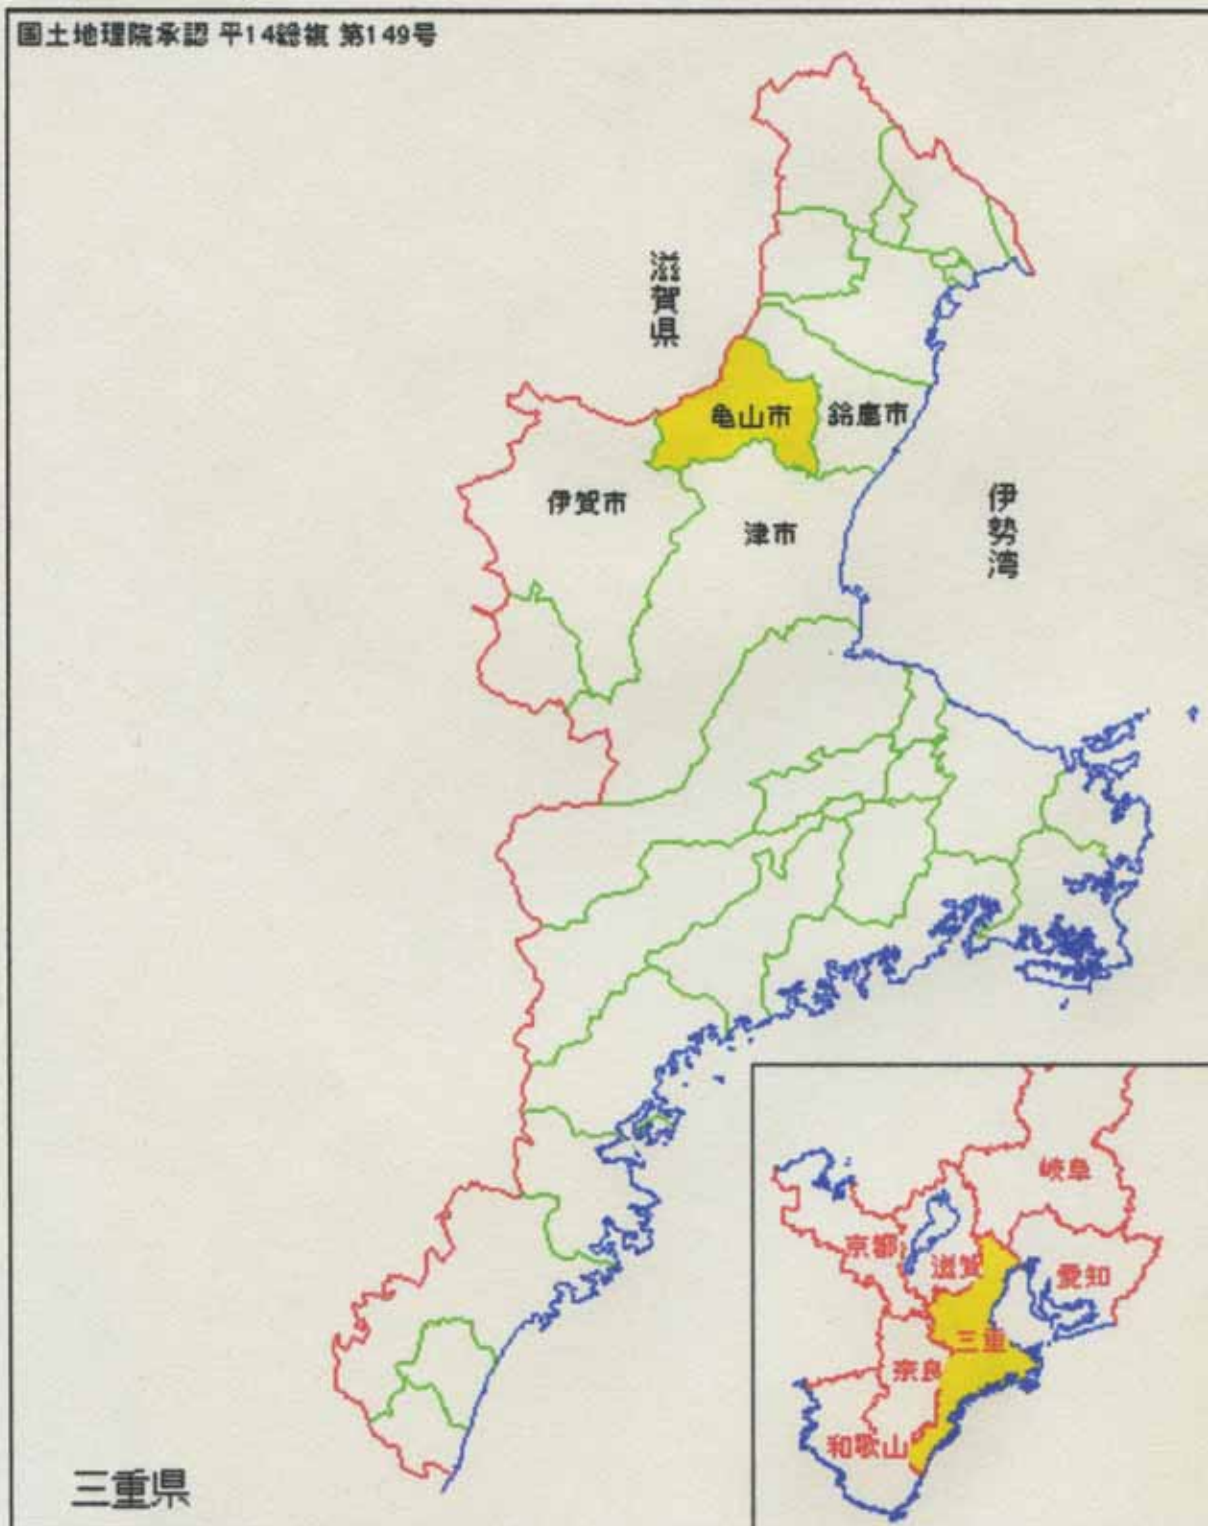 国土地理院承認 平14総複 第149号
滋賀県
亀山市
鈴鹿市
伊賀市
津市
伊勢湾
三重県
岐阜
京都
滋賀
愛知
三重
奈良
和歌山